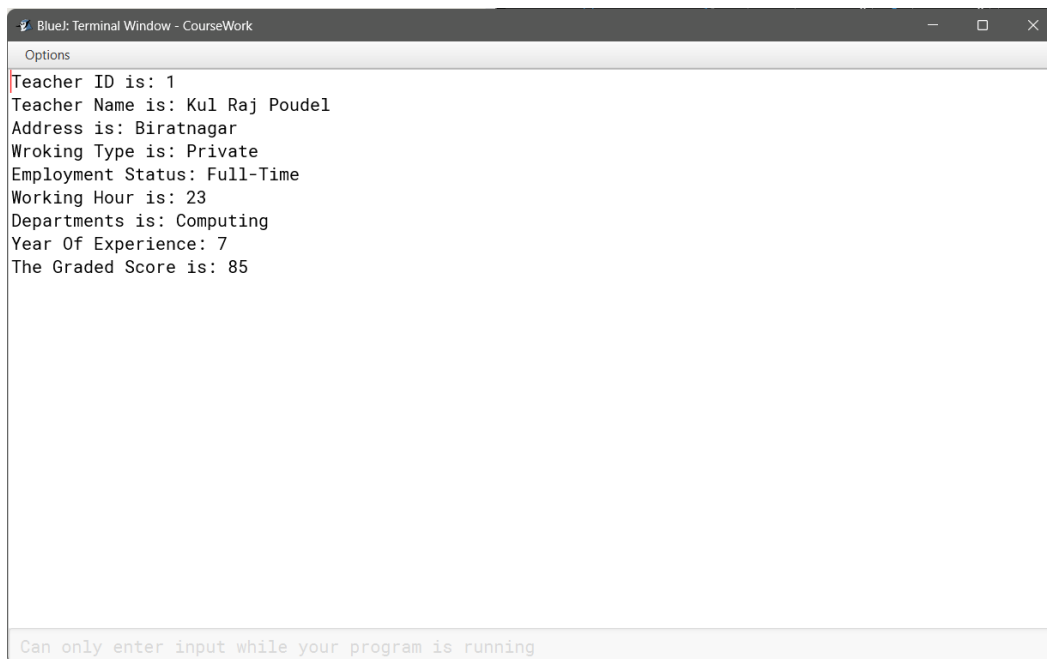 BlueJ: Terminal Window - CourseWork
Options
Teacher ID is: 1
Teacher Name is: Kul Raj Poudel
Address is: Biratnagar
Wroking Type is: Private
Employment Status: Full-Time
Working Hour is: 23
Departments is: Computing
Year Of Experience: 7
The Graded Score is: 85
Can only enter input while your program is running